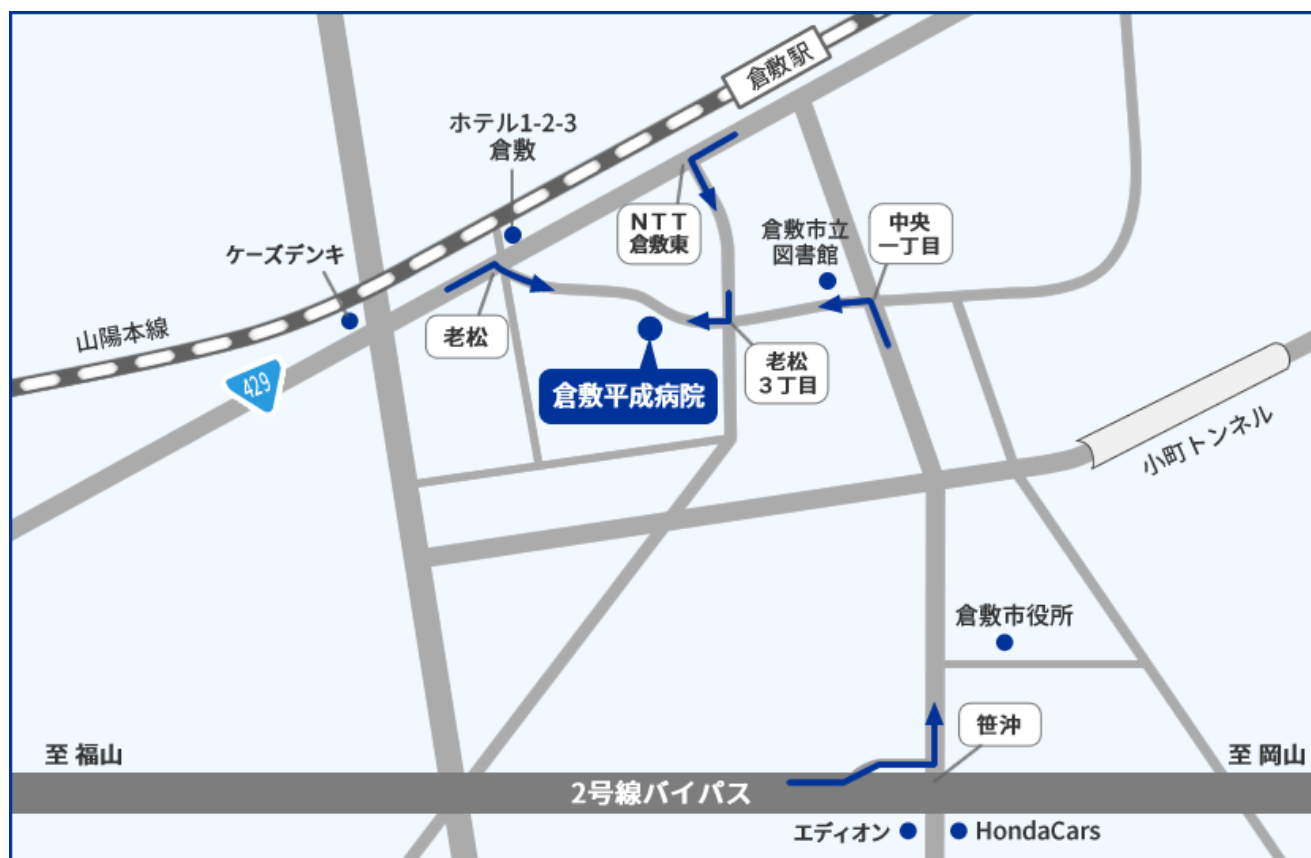 倉敷駅
ホテル1-2-3
倉敷
NTT
倉敷東
倉敷市立
図書館
中央
一丁目
ケーズデンキ
山陽本線
老松
429
倉敷平成病院
老松
3丁目
小町トンネル
倉敷市役所
笹沖
至 福山
至 岡山
2号線バイパス
エディオン
HondaCars